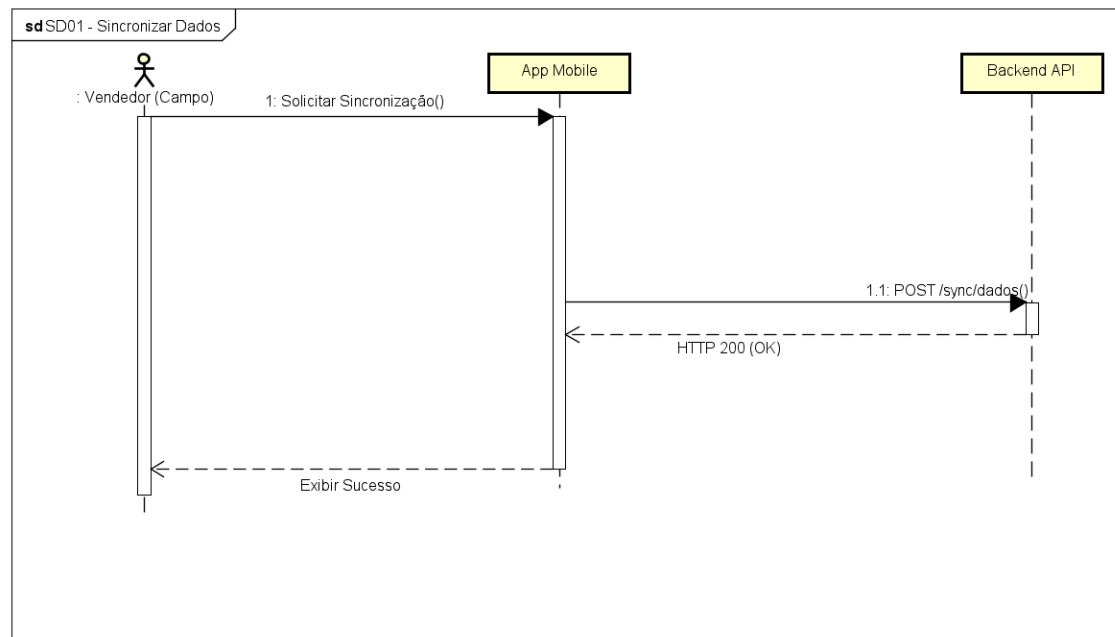 sd SD01 - Sincronizar Dados
App Mobile
Backend API
: Vendedor (Campo)
1: Solicitar Sincronização()
1.1: POST /sync/dados()
HTTP 200 (OK)
Exibir Sucesso